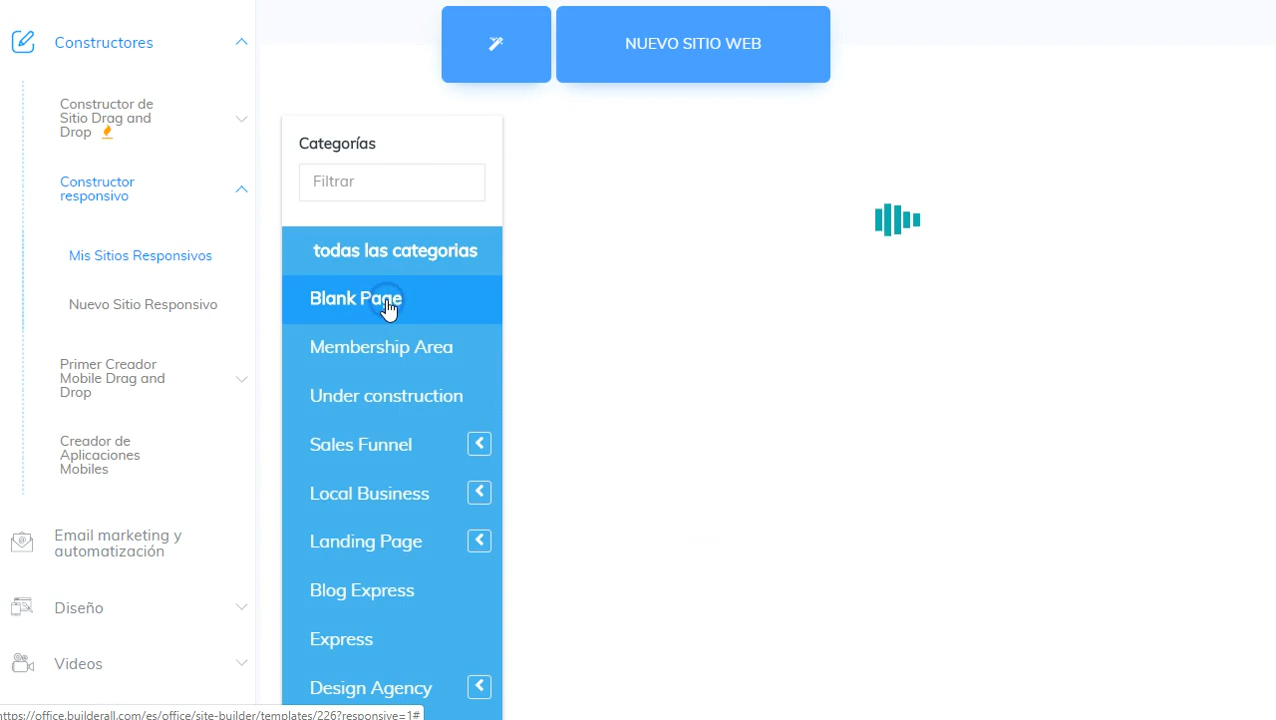 Constructores
Constructor de
Sitio Drag and
Drop
Constructor
responsivo
Mis Sitios Responsivos
Nuevo Sitio Responsivo
Primer Creador
Mobile Drag and
Drop
Creador de
Aplicaciones
Mobiles
Email marketing y
automatización
Diseño
Videos
NUEVO SITIO WEB
Categorías
Filtrar
todas las categorias
Blank Page
Membership Area
Under construction
Sales Funnel
Local Business
Landing Page
Blog Express
Express
Design Agency
https://office.builderall.com/es/office/site-builder/templates/226?responsive=1#